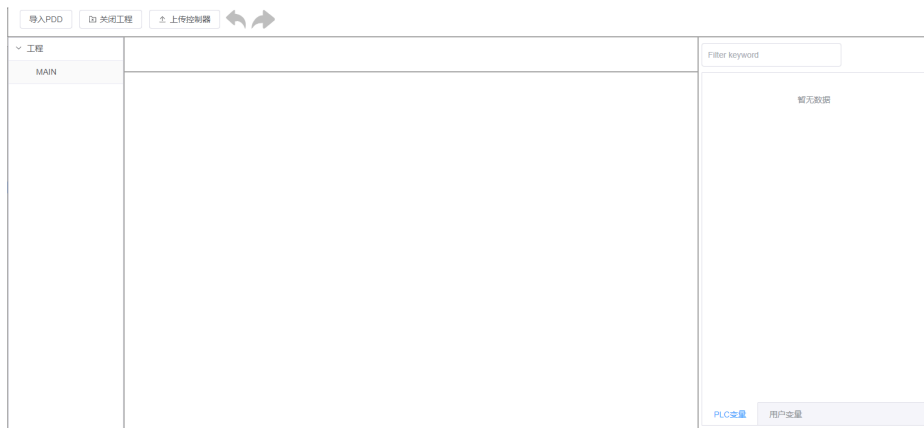 导入PDD 关闭工程 上传控制器
工程
MAIN
Filter keyword
暂无数据
PLC变量 用户变量